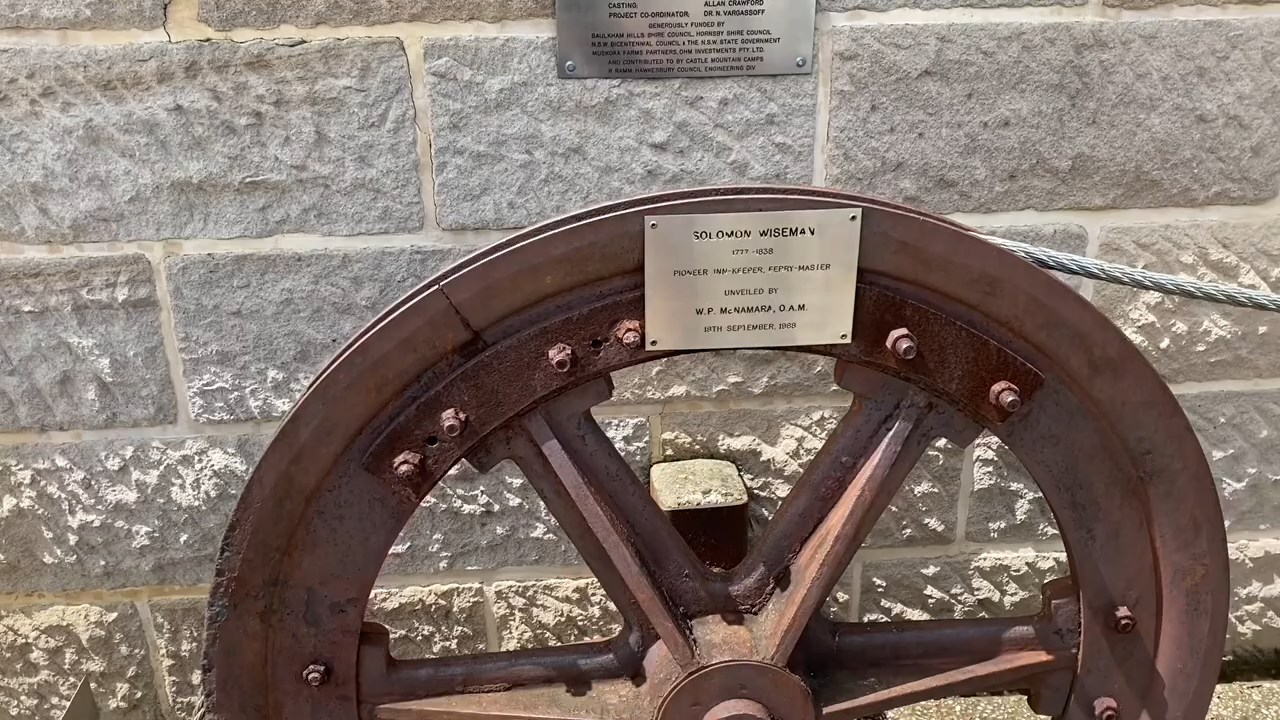 CASTING: ALLAN CRAWFORD
PROJECT CO-ORDINATOR: DR. N. VARGASSOFF
GENEROUSLY FUNDED BY
BAULKHAM HILLS SHIRE COUNCIL, HORNSBY SHIRE COUNCIL
N.S.W. BICENTENNIAL COUNCIL & THE N.S.W. STATE GOVERNMENT
MUSKOKA FARMS PARTNERS, OHM INVESTMENTS PTY. LTD.
AND CONTRIBUTED TO BY CASTLE MOUNTAIN CAMPS
R RAMM HAWKESBURY COUNCIL ENGINEERING DIV
SOLOMON WISEMAN
1777 - 1838
PIONEER INN-KEEPER, FERRY-MASTER
UNVEILED BY
W.P. McNAMARA, O.A.M.
18TH SEPTEMBER, 1988